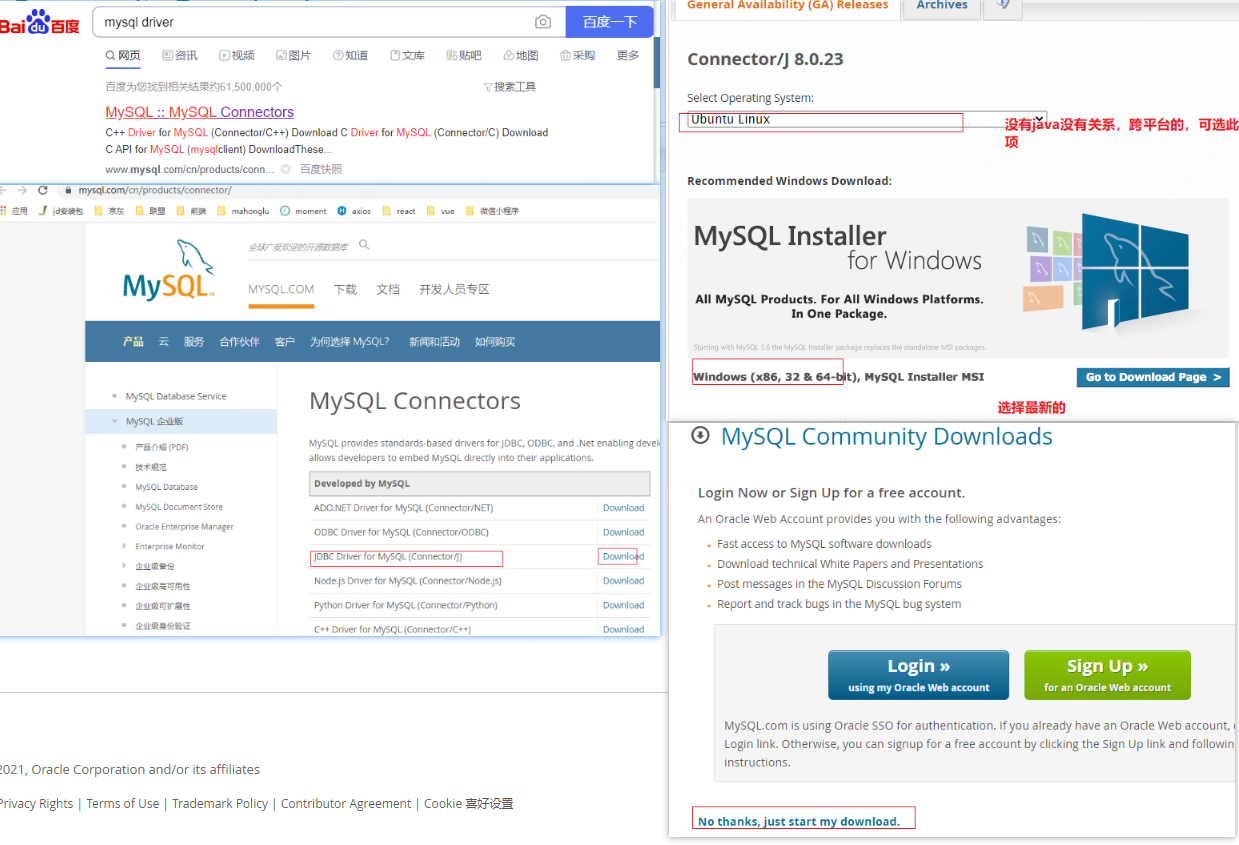 Bai du 百度
mysql driver
百度一下
网页 资讯 视频 图片 知道 文库 贴吧 地图 采购 更多
百度为您找到相关结果约61,500,000个
搜索工具
MySQL :: MySQL Connectors
C++ Driver for MySQL (Connector/C++) Download C Driver for MySQL (Connector/C) Download
C API for MySQL (mysqlclient) DownloadThese...
www.mysql.com/cn/products/conn...
百度快照
mysql.com/cn/products/connector/
应用 jd安装包 京东 联盟 前端 mahonglu moment axios react vue 微信小程序
MySQL
全球广受欢迎的开源数据库
MYSQL.COM 下载 文档 开发人员专区
产品 云 服务 合作伙伴 客户 为何选择 MySQL? 新闻和活动 如何购买
MySQL Database Service
MySQL 企业版
产品介绍 (PDF)
技术规范
MySQL Database
MySQL Document Store
Oracle Enterprise Manager
Enterprise Monitor
企业级备份
企业级高可用性
企业级可扩展性
企业级身份验证
MySQL Connectors
MySQL provides standards-based drivers for JDBC, ODBC, and .Net enabling deve
allows developers to embed MySQL directly into their applications.
Developed by MySQL
ADO.NET Driver for MySQL (Connector/NET) Download
ODBC Driver for MySQL (Connector/ODBC) Download
JDBC Driver for MySQL (Connector/J) Download
Node.js Driver for MySQL (Connector/Node.js) Download
Python Driver for MySQL (Connector/Python) Download
C++ Driver for MySQL (Connector/C++) Download
2021, Oracle Corporation and/or its affiliates
Privacy Rights | Terms of Use | Trademark Policy | Contributor Agreement | Cookie 喜好设置
General Availability (GA) Releases
Archives
Connector/J 8.0.23
Select Operating System:
Ubuntu Linux
没有java没有关系，跨平台的，可选此
项
Recommended Windows Download:
MySQL Installer
for Windows
All MySQL Products. For All Windows Platforms.
In One Package.
Starting with MySQL 5.6 the MySQL Installer package replaces the standalone MSI packages.
Windows (x86, 32 & 64-bit), MySQL Installer MSI
Go to Download Page >
选择最新的
MySQL Community Downloads
Login Now or Sign Up for a free account.
An Oracle Web Account provides you with the following advantages:
Fast access to MySQL software downloads
Download technical White Papers and Presentations
Post messages in the MySQL Discussion Forums
Report and track bugs in the MySQL bug system
Login »
using my Oracle Web account
Sign Up »
for an Oracle Web account
MySQL.com is using Oracle SSO for authentication. If you already have an Oracle Web account, c
Login link. Otherwise, you can signup for a free account by clicking the Sign Up link and followin
instructions.
No thanks, just start my download.